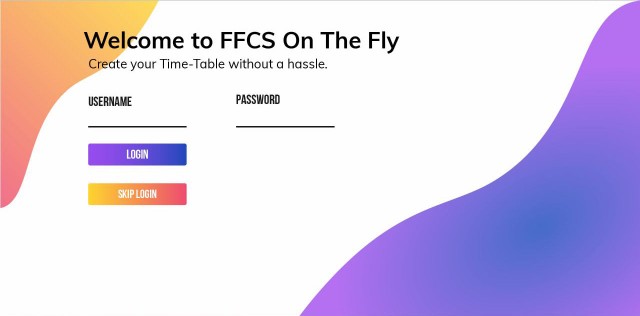 Welcome to FFCS On The Fly
Create your Time-Table without a hassle.
USERNAME
PASSWORD
LOGIN
SKIP LOGIN